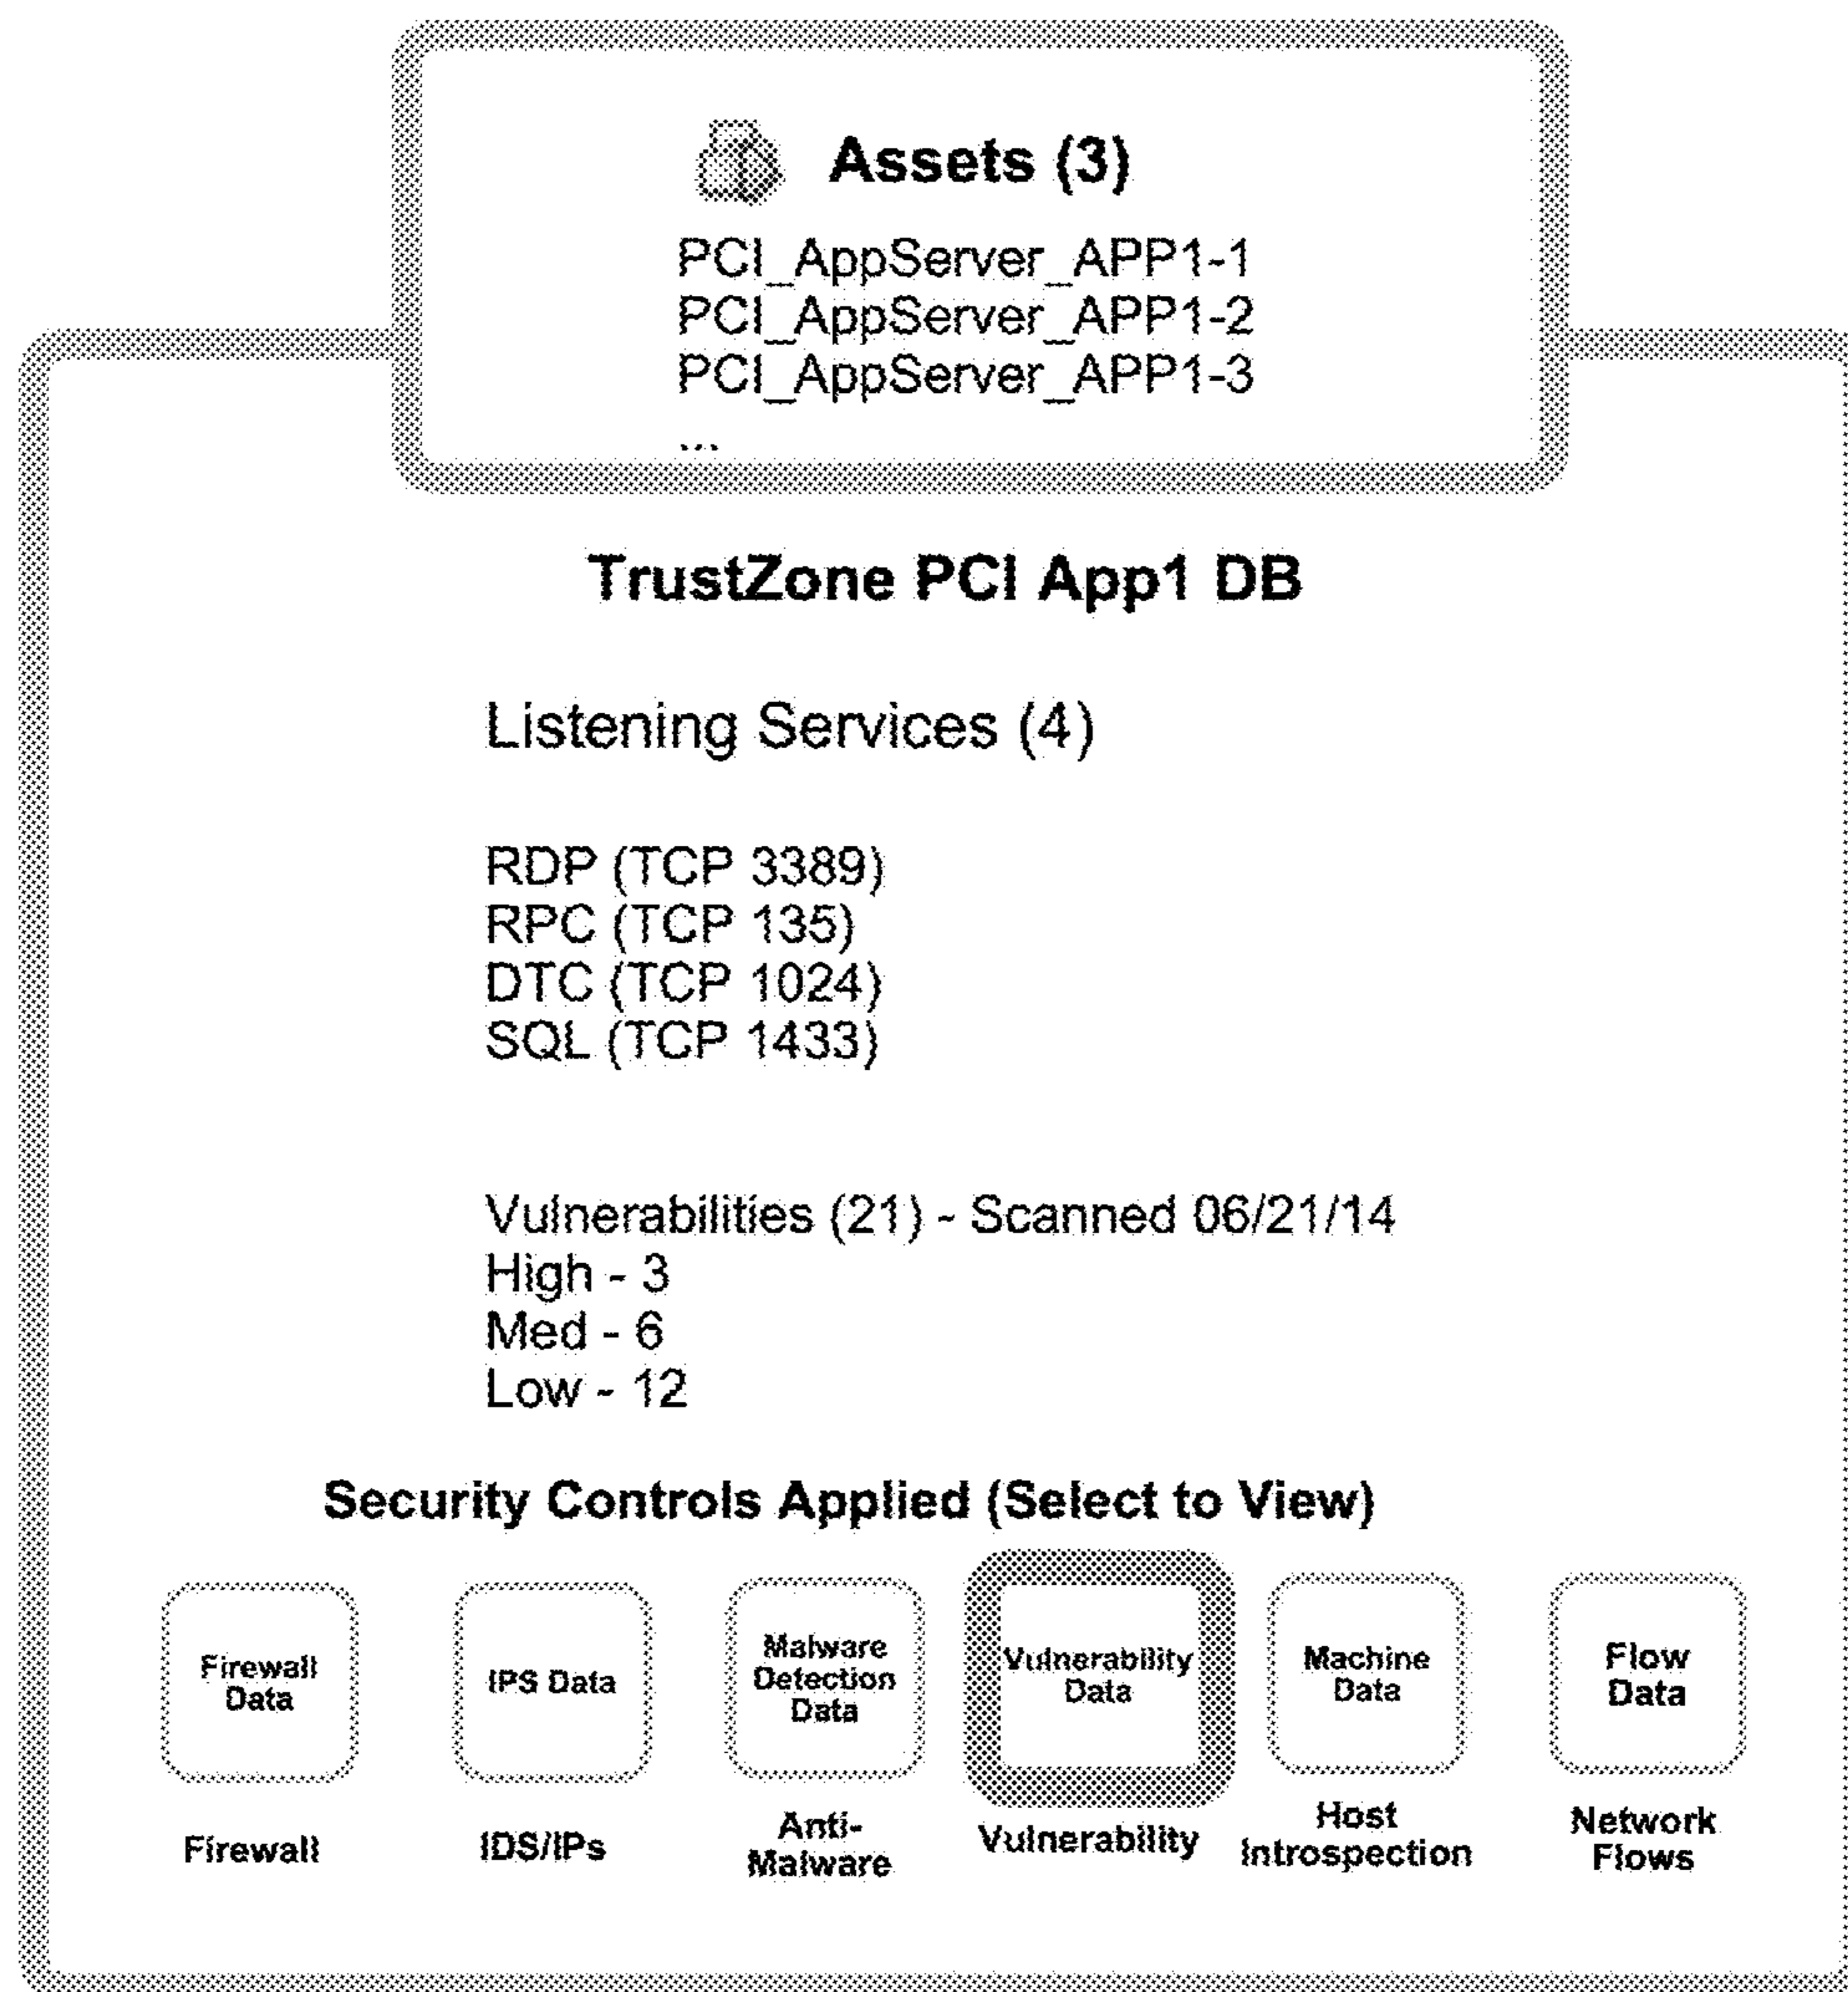 Assets (3)
PCI_AppServer_APP1-1
PCI_AppServer_APP1-2
PCI_AppServer_APP1-3
...
TrustZone PCI App1 DB
Listening Services (4)
RDP (TCP 3389)
RPC (TCP 135)
DTC (TCP 1024)
SQL (TCP 1433)
Vulnerabilities (21) - Scanned 06/21/14
High - 3
Med - 6
Low - 12
Security Controls Applied (Select to View)
Firewall
Data
IPS Data
Malware
Detection
Data
Vulnerability
Data
Machine
Data
Flow
Data
Firewall
IDS/IPs
Anti-
Malware
Vulnerability
Host
Introspection
Network
Flows